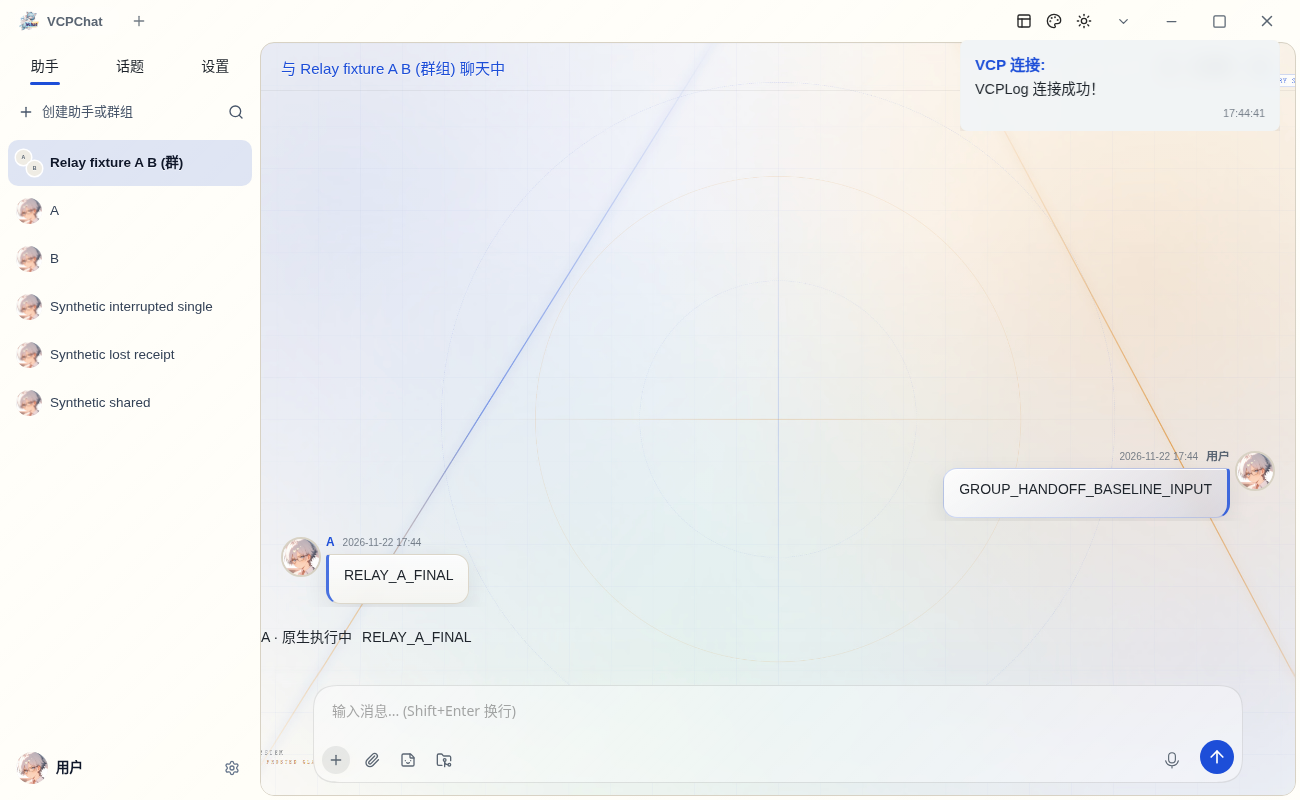 VCPChat
助手
话题
设置
创建助手或群组
A
B
Relay fixture A B (群)
A
B
Synthetic interrupted single
Synthetic lost receipt
Synthetic shared
用户
与 Relay fixture A B (群组) 聊天中
VCP 连接:
VCPLog 连接成功!
17:44:41
2026-11-22 17:44 用户
GROUP_HANDOFF_BASELINE_INPUT
A 2026-11-22 17:44
RELAY_A_FINAL
A · 原生执行中 RELAY_A_FINAL
输入消息... (Shift+Enter 换行)